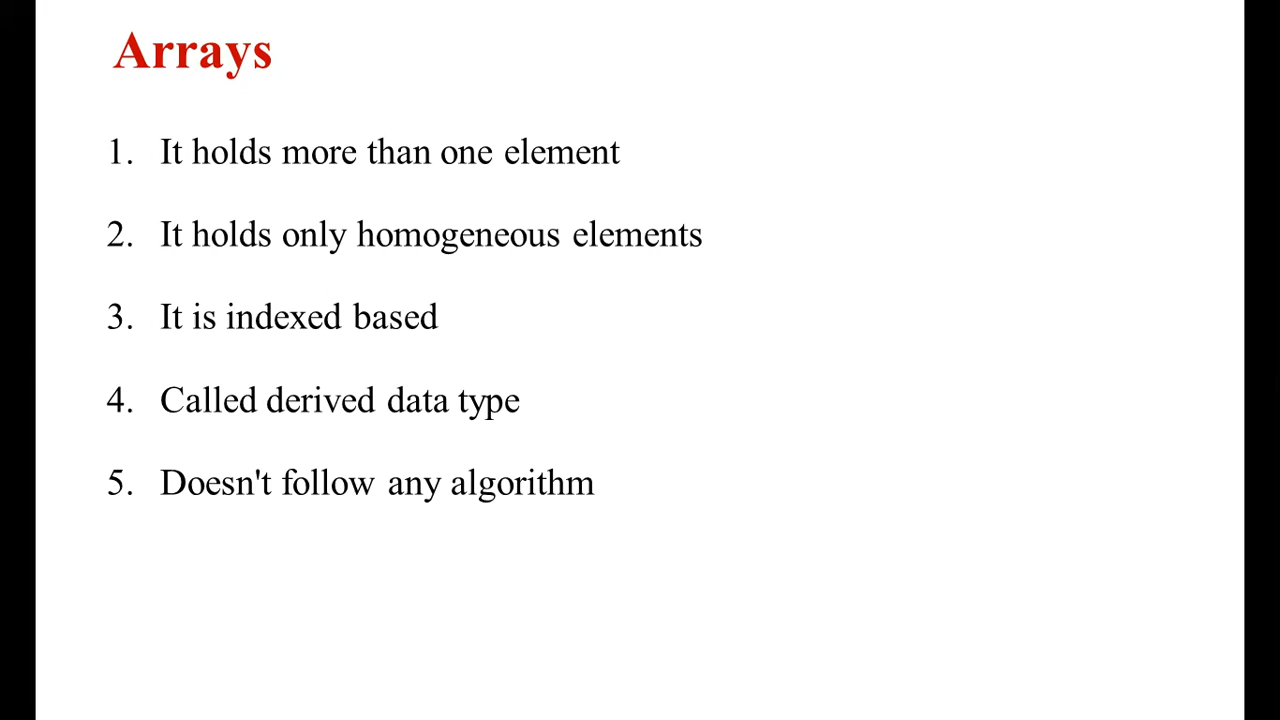 Arrays
1. It holds more than one element
2. It holds only homogeneous elements
3. It is indexed based
4. Called derived data type
5. Doesn't follow any algorithm